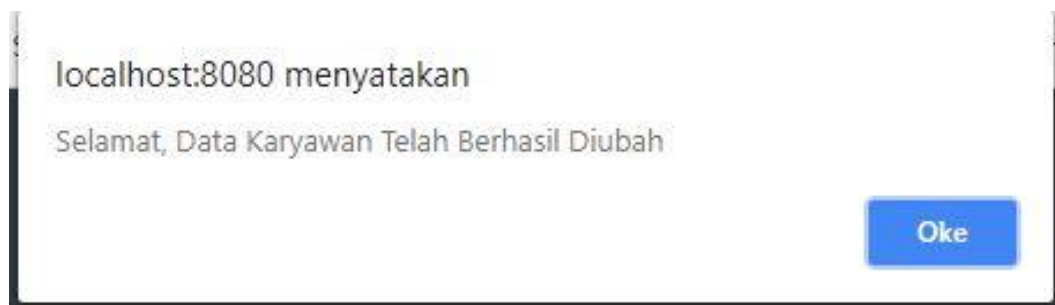 localhost:8080 menyatakan
Selamat, Data Karyawan Telah Berhasil Diubah
Oke